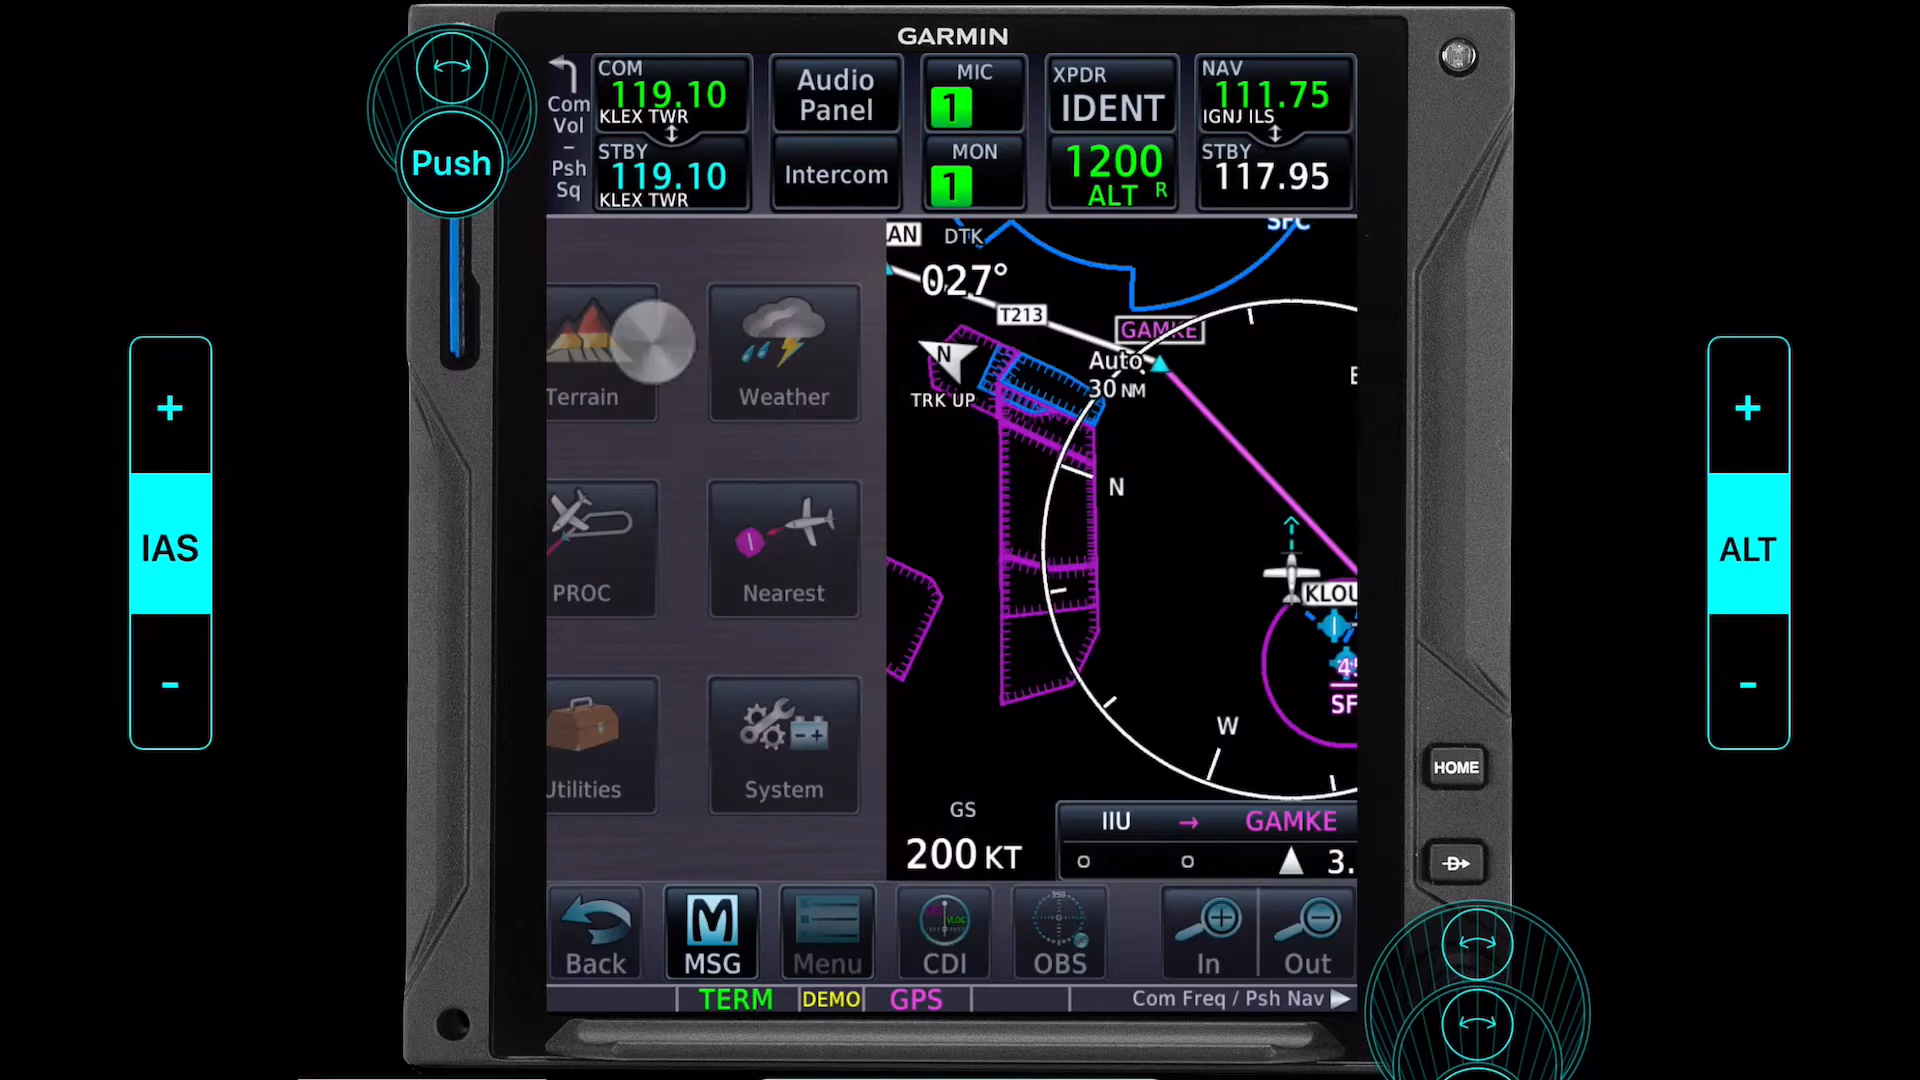 GARMIN
Com
Vol
-
Psh
Sq
COM
119.10
KLEX TWR
STBY
119.10
KLEX TWR
Audio
Panel
Intercom
MIC
1
MON
1
XPDR
IDENT
1200
ALT R
NAV
111.75
IGNJ ILS
STBY
117.95
Push
+
IAS
-
+
ALT
-
Terrain
Weather
PROC
Nearest
Utilities
System
AN
DTK
027°
SFC
T213
GAMKE
N
TRK UP
Auto
30 NM
E
N
KLOU
45
SF
W
GS
200 KT
IIU → GAMKE
3.
HOME
D
Back
MSG
Menu
CDI
OBS
In
Out
TERM
DEMO
GPS
Com Freq / Psh Nav